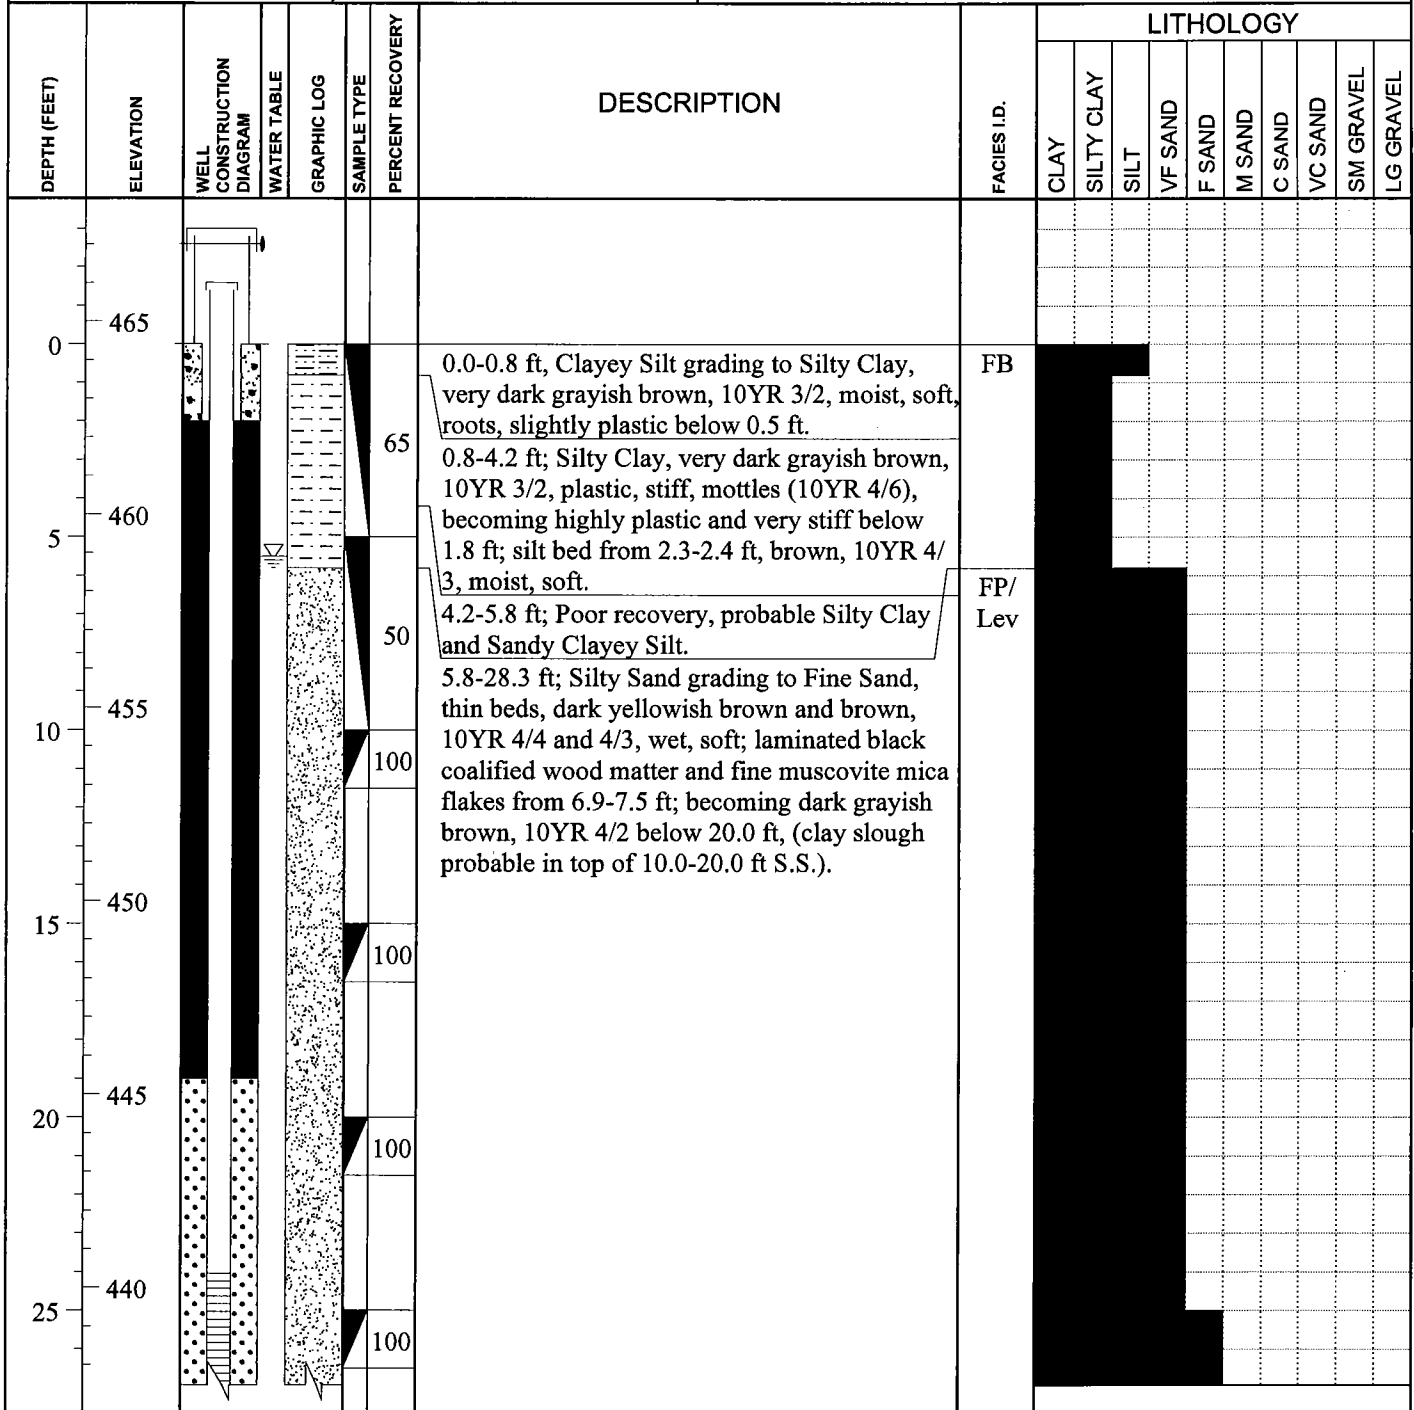 LITHOLOGY
DEPTH (FEET)
ELEVATION
WELL
CONSTRUCTION
DIAGRAM
WATER TABLE
GRAPHIC LOG
SAMPLE TYPE
PERCENT RECOVERY
DESCRIPTION
FACIES I.D.
CLAY
SILTY CLAY
SILT
VF SAND
F SAND
M SAND
C SAND
VC SAND
SM GRAVEL
LG GRAVEL
465
0
0.0-0.8 ft, Clayey Silt grading to Silty Clay,
very dark grayish brown, 10YR 3/2, moist, soft,
roots, slightly plastic below 0.5 ft.
FB
65
0.8-4.2 ft; Silty Clay, very dark grayish brown,
10YR 3/2, plastic, stiff, mottles (10YR 4/6),
becoming highly plastic and very stiff below
1.8 ft; silt bed from 2.3-2.4 ft, brown, 10YR 4/
3, moist, soft.
460
5
FP/
Lev
50
4.2-5.8 ft; Poor recovery, probable Silty Clay
and Sandy Clayey Silt.
5.8-28.3 ft; Silty Sand grading to Fine Sand,
thin beds, dark yellowish brown and brown,
10YR 4/4 and 4/3, wet, soft; laminated black
coalified wood matter and fine muscovite mica
flakes from 6.9-7.5 ft; becoming dark grayish
brown, 10YR 4/2 below 20.0 ft, (clay slough
probable in top of 10.0-20.0 ft S.S.).
455
10
100
450
15
100
445
20
100
440
25
100